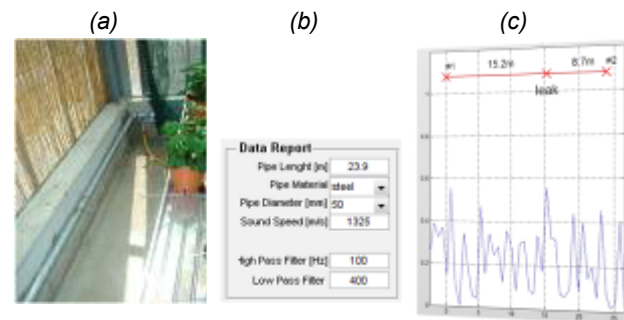 (a)
(b)
(c)
Data Report
Pipe Lenght [m] 23.9
Pipe Material steel
Pipe Diameter [mm] 50
Sound Speed [m/s] 1325
High Pass Filter [Hz] 100
Low Pass Filter 400
#1 15.2m 8.7m #2
leak